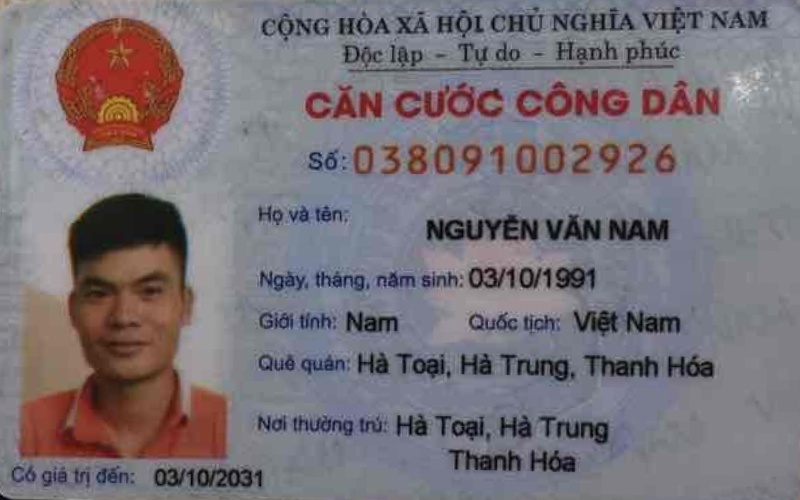 CỘNG HÒA XÃ HỘI CHỦ NGHĨA VIỆT NAM
Độc lập – Tự do – Hạnh phúc
CĂN CƯỚC CÔNG DÂN
Số: 038091002926
Họ và tên: NGUYỄN VĂN NAM
Ngày, tháng, năm sinh: 03/10/1991
Giới tính: Nam Quốc tịch: Việt Nam
Quê quán: Hà Toại, Hà Trung, Thanh Hóa
Nơi thường trú: Hà Toại, Hà Trung
Thanh Hóa
Có giá trị đến: 03/10/2031